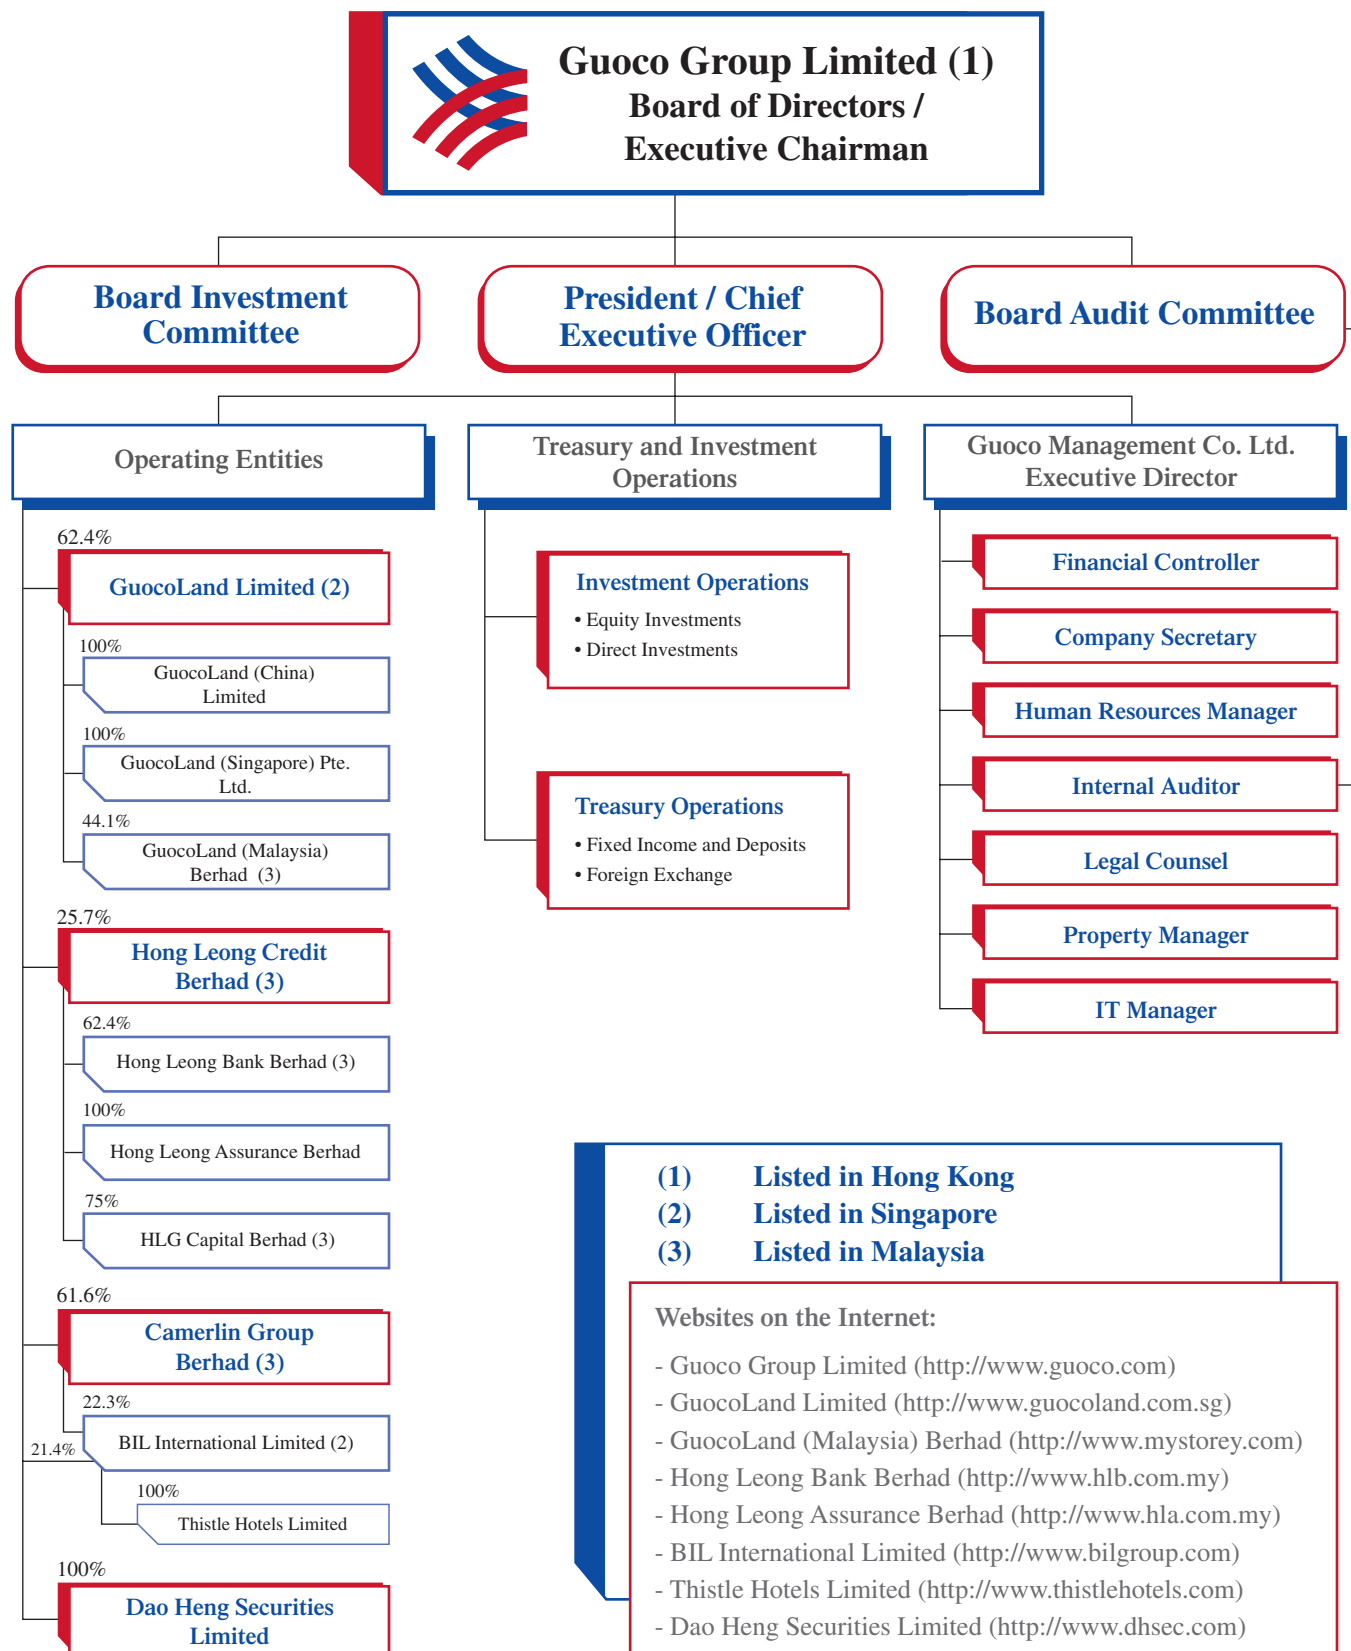 Guoco Group Limited (1)
Board of Directors /
Executive Chairman
Board Investment
Committee
President / Chief
Executive Officer
Board Audit Committee
Operating Entities
62.4%
GuocoLand Limited (2)
100%
GuocoLand (China)
Limited
100%
GuocoLand (Singapore) Pte.
Ltd.
44.1%
GuocoLand (Malaysia)
Berhad (3)
25.7%
Hong Leong Credit
Berhad (3)
62.4%
Hong Leong Bank Berhad (3)
100%
Hong Leong Assurance Berhad
75%
HLG Capital Berhad (3)
61.6%
Camerlin Group
Berhad (3)
22.3%
BIL International Limited (2)
21.4%
100%
Thistle Hotels Limited
100%
Dao Heng Securities
Limited
Treasury and Investment
Operations
Investment Operations
• Equity Investments
• Direct Investments
Treasury Operations
• Fixed Income and Deposits
• Foreign Exchange
Guoco Management Co. Ltd.
Executive Director
Financial Controller
Company Secretary
Human Resources Manager
Internal Auditor
Legal Counsel
Property Manager
IT Manager
(1) Listed in Hong Kong
(2) Listed in Singapore
(3) Listed in Malaysia
Websites on the Internet:
- Guoco Group Limited (http://www.guoco.com)
- GuocoLand Limited (http://www.guocoland.com.sg)
- GuocoLand (Malaysia) Berhad (http://www.mystorey.com)
- Hong Leong Bank Berhad (http://www.hlb.com.my)
- Hong Leong Assurance Berhad (http://www.hla.com.my)
- BIL International Limited (http://www.bilgroup.com)
- Thistle Hotels Limited (http://www.thistlehotels.com)
- Dao Heng Securities Limited (http://www.dhsec.com)